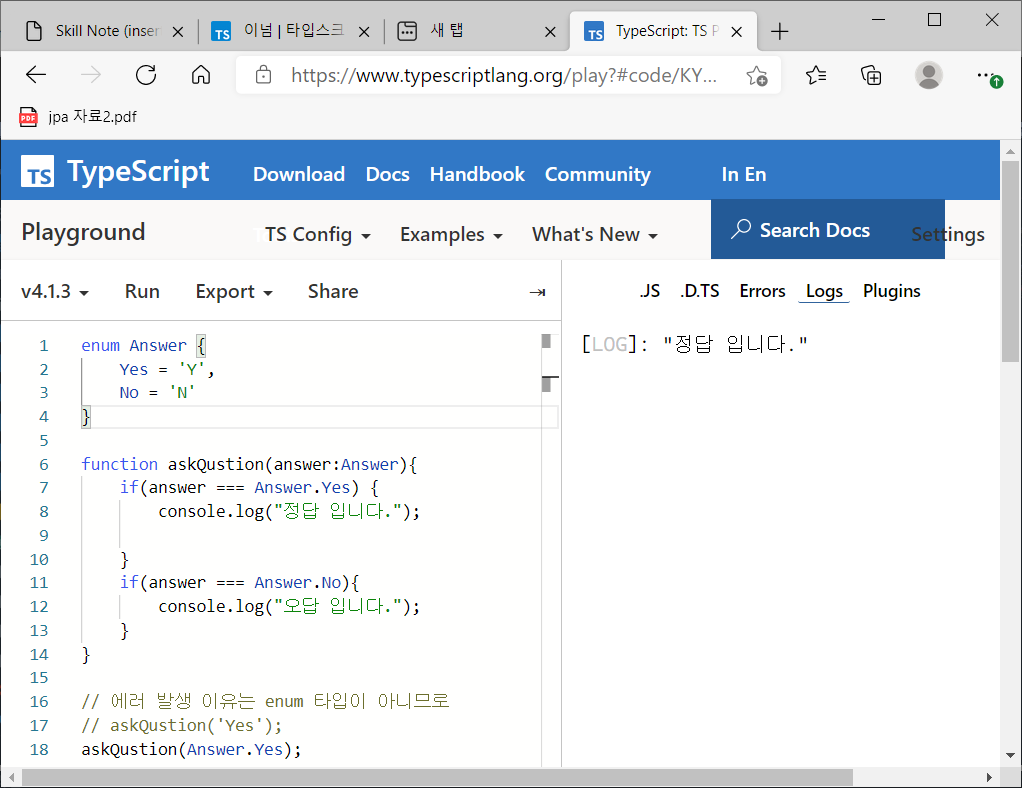 Skill Note (inser
이넘 | 타입스크
새 탭
TypeScript: TS P
https://www.typescriptlang.org/play?#code/KY...
jpa 자료2.pdf
TS TypeScript Download Docs Handbook Community In En
Playground TS Config Examples What's New Search Docs Settings
v4.1.3 Run Export Share
.JS .D.TS Errors Logs Plugins
1 enum Answer {
2 Yes = 'Y',
3 No = 'N'
4 }
5
6 function askQustion(answer:Answer){
7 if(answer === Answer.Yes) {
8 console.log("정답 입니다.");
9
10 }
11 if(answer === Answer.No){
12 console.log("오답 입니다.");
13 }
14 }
15
16 // 에러 발생 이유는 enum 타입이 아니므로
17 // askQustion('Yes');
18 askQustion(Answer.Yes);
[LOG]: "정답 입니다."